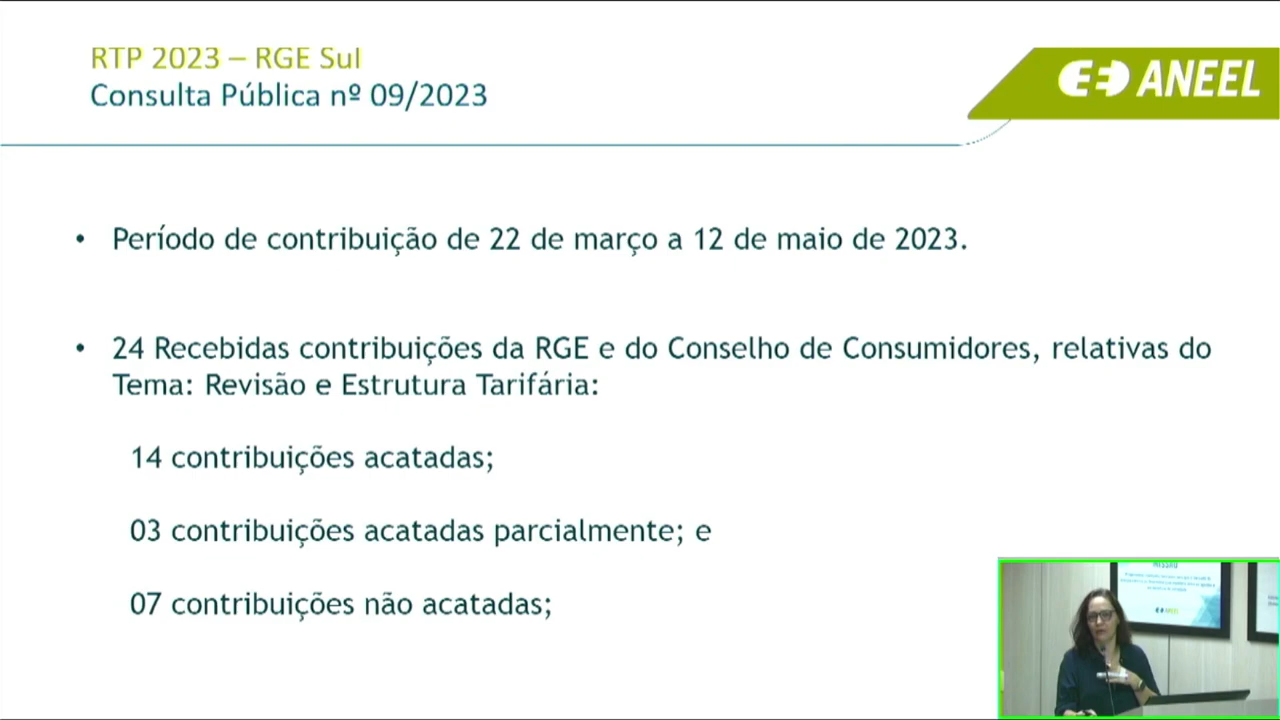 RTP 2023 – RGE Sul
Consulta Pública nº 09/2023
ANEEL
• Período de contribuição de 22 de março a 12 de maio de 2023.
• 24 Recebidas contribuições da RGE e do Conselho de Consumidores, relativas do
Tema: Revisão e Estrutura Tarifária:
14 contribuições acatadas;
03 contribuições acatadas parcialmente; e
07 contribuições não acatadas;
MISSÃO
ANEEL